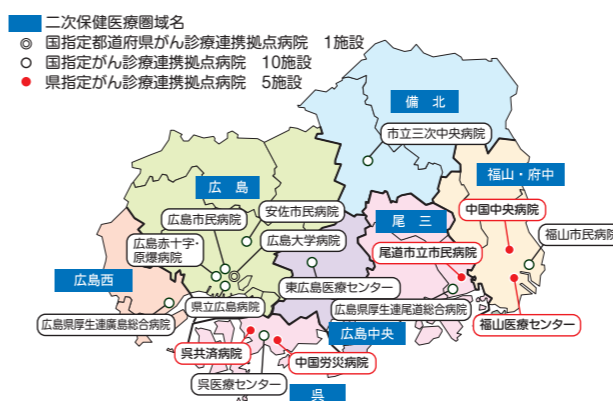 二次保健医療圏域名
国指定都道府県がん診療連携拠点病院 1施設
国指定がん診療連携拠点病院 10施設
県指定がん診療連携拠点病院 5施設
備 北
市立三次中央病院
広 島
福山・府中
広島市民病院
安佐市民病院
尾 三
中国中央病院
広島赤十字・
原爆病院
広島大学病院
尾道市立市民病院
福山市民病院
広島西
東広島医療センター
県立広島病院
広島県厚生連廣島総合病院
広島県厚生連尾道総合病院
福山医療センター
広島中央
呉共済病院
中国労災病院
呉医療センター
呉